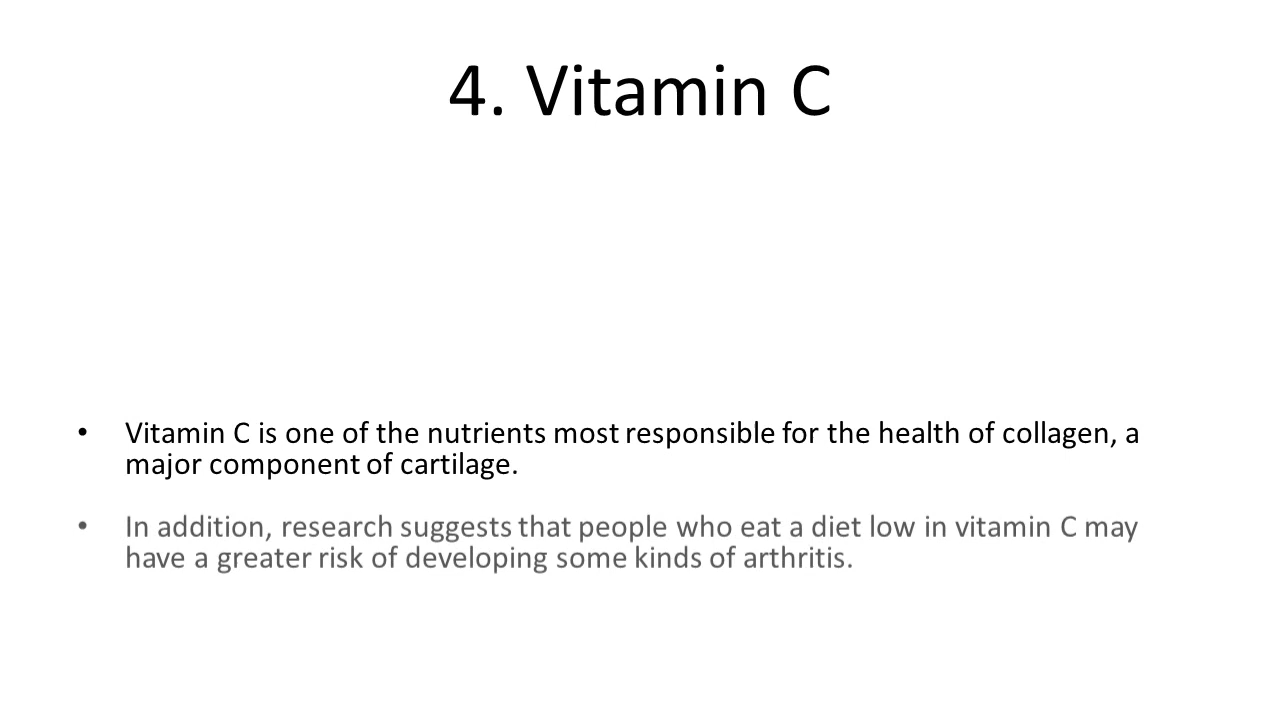 4. Vitamin C
• Vitamin C is one of the nutrients most responsible for the health of collagen, a
major component of cartilage.
• In addition, research suggests that people who eat a diet low in vitamin C may
have a greater risk of developing some kinds of arthritis.